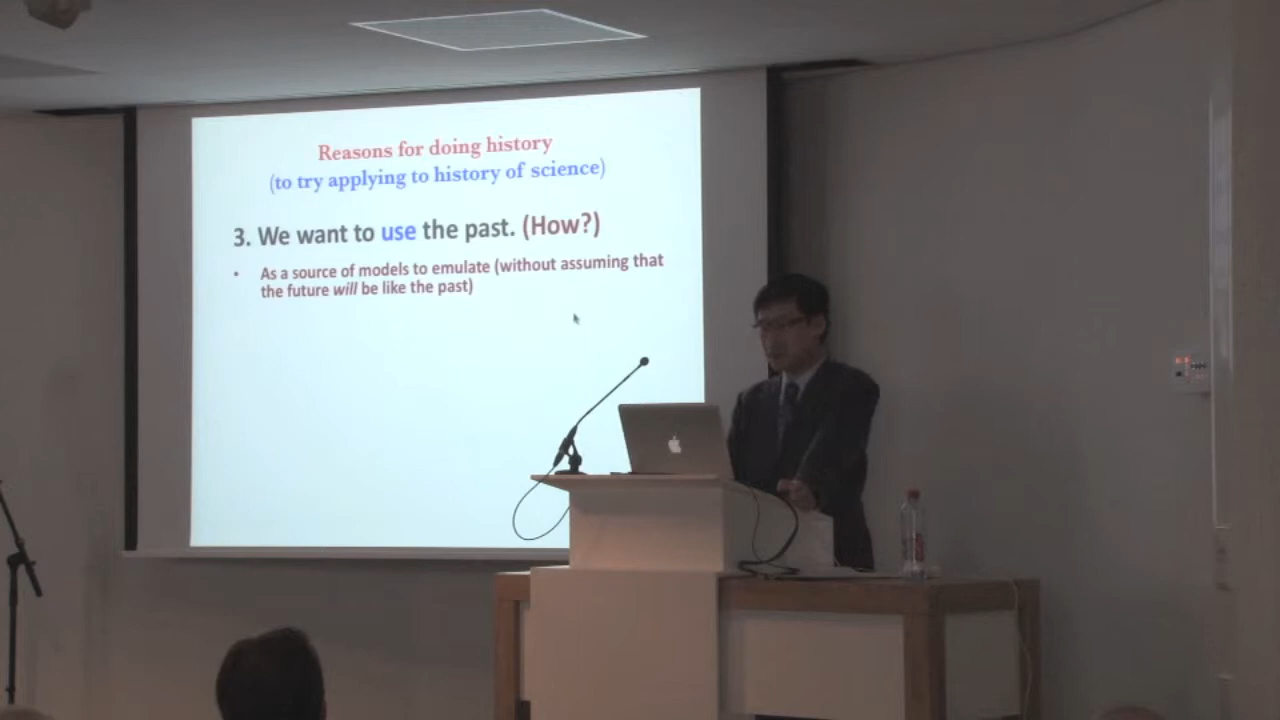 Reasons for doing history
(to try applying to history of science)
3. We want to use the past. (How?)
• As a source of models to emulate (without assuming that
the future will be like the past)